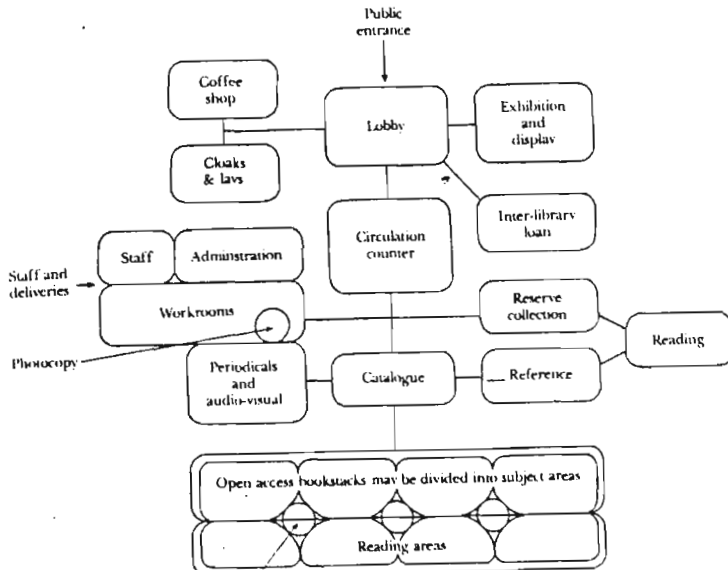 Public
entrance
Coffee
shop
Lobby
Exhibition
and
display
Cloaks
& lavs
Inter-library
loan
Circulation
counter
Staff
Adminstration
Staff and
deliveries
Workrooms
Reserve
collection
Reading
Photocopy
Periodicals
and
audio-visual
Catalogue
Reference
Open access bookstacks may be divided into subject areas
Reading areas